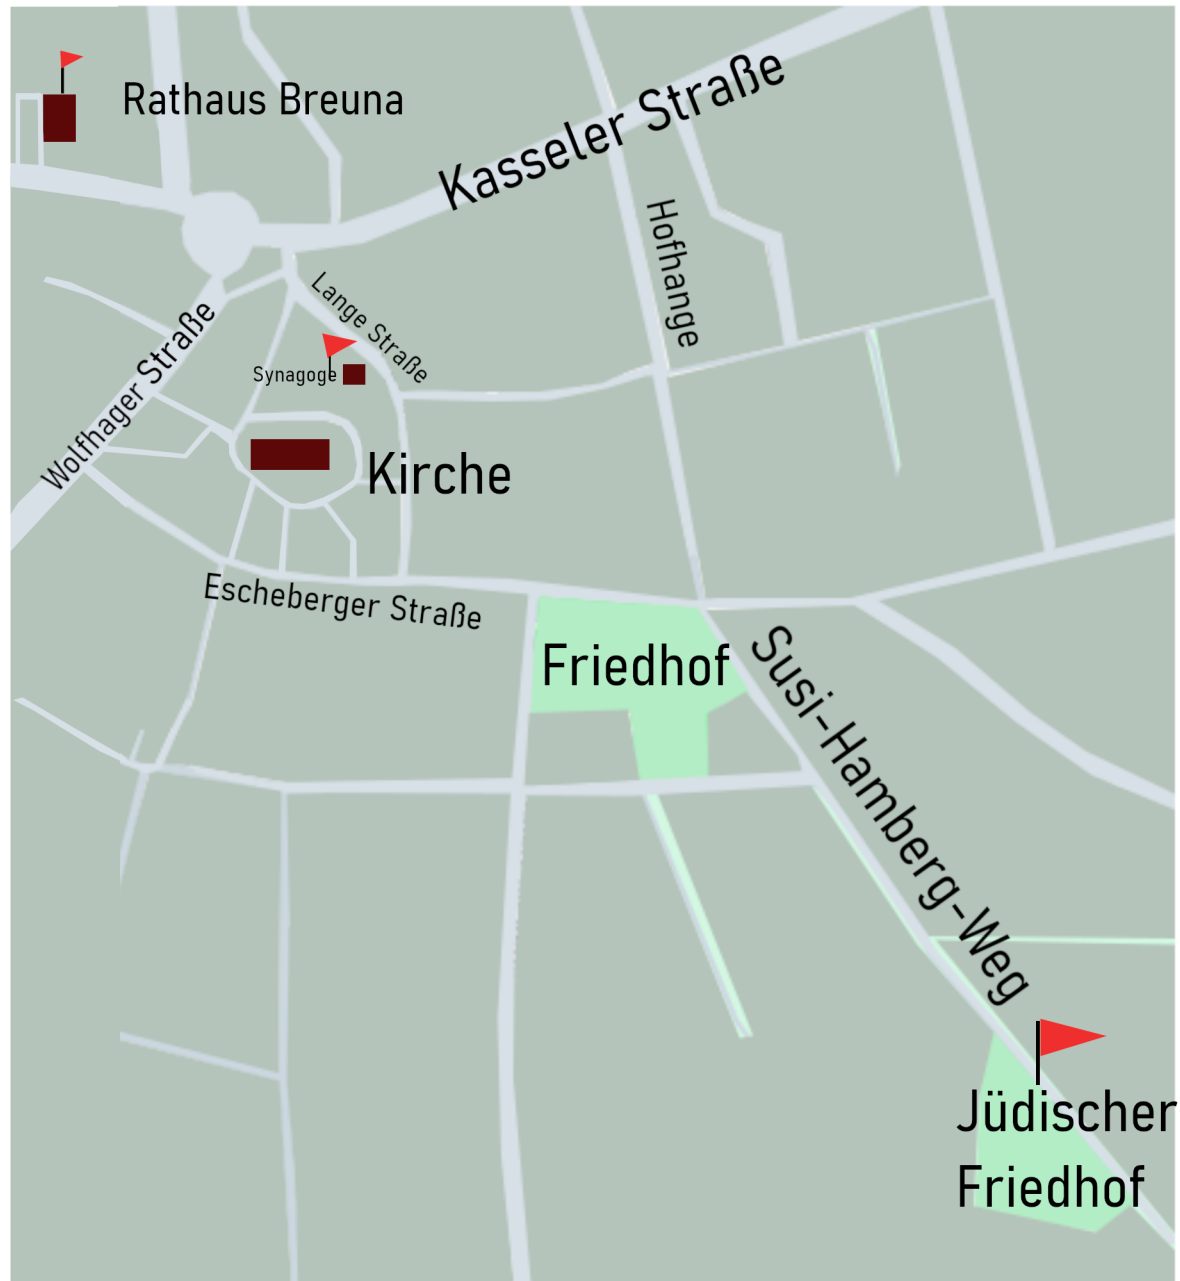 Rathaus Breuna
Kasseler Straße
Hofhange
Lange Straße
Wolfhager Straße
Synagoge
Kirche
Escheberger Straße
Friedhof
Susi-Hamberg-Weg
Jüdischer
Friedhof